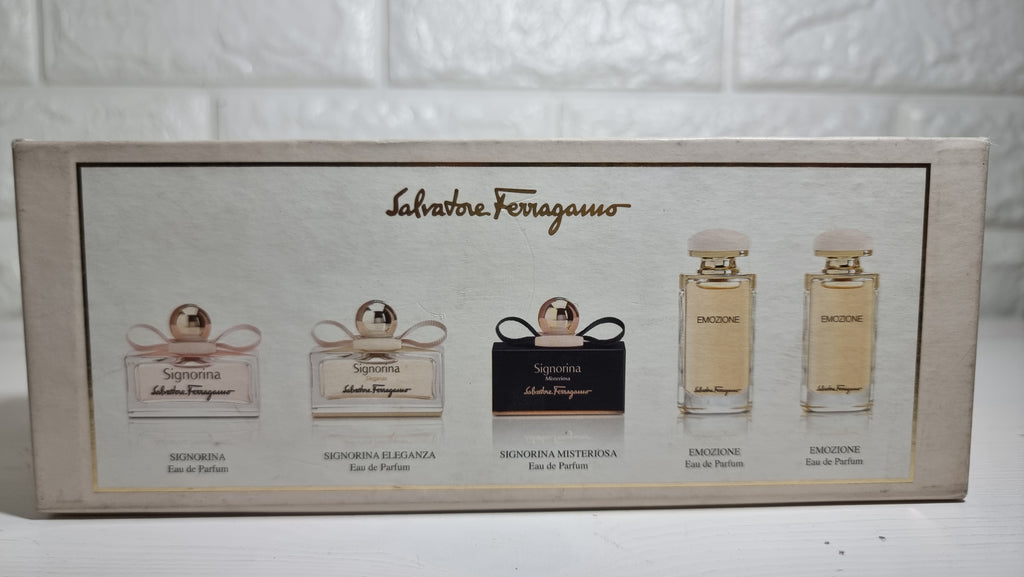 Salvatore Ferragamo
Signorina
Salvatore Ferragamo
SIGNORINA
Eau de Parfum
Signorina
Eleganza
Salvatore Ferragamo
SIGNORINA ELEGANZA
Eau de Parfum
Signorina
Misteriosa
Salvatore Ferragamo
SIGNORINA MISTERIOSA
Eau de Parfum
EMOZIONE
Salvatore Ferragamo
EMOZIONE
Eau de Parfum
EMOZIONE
Salvatore Ferragamo
EMOZIONE
Eau de Parfum